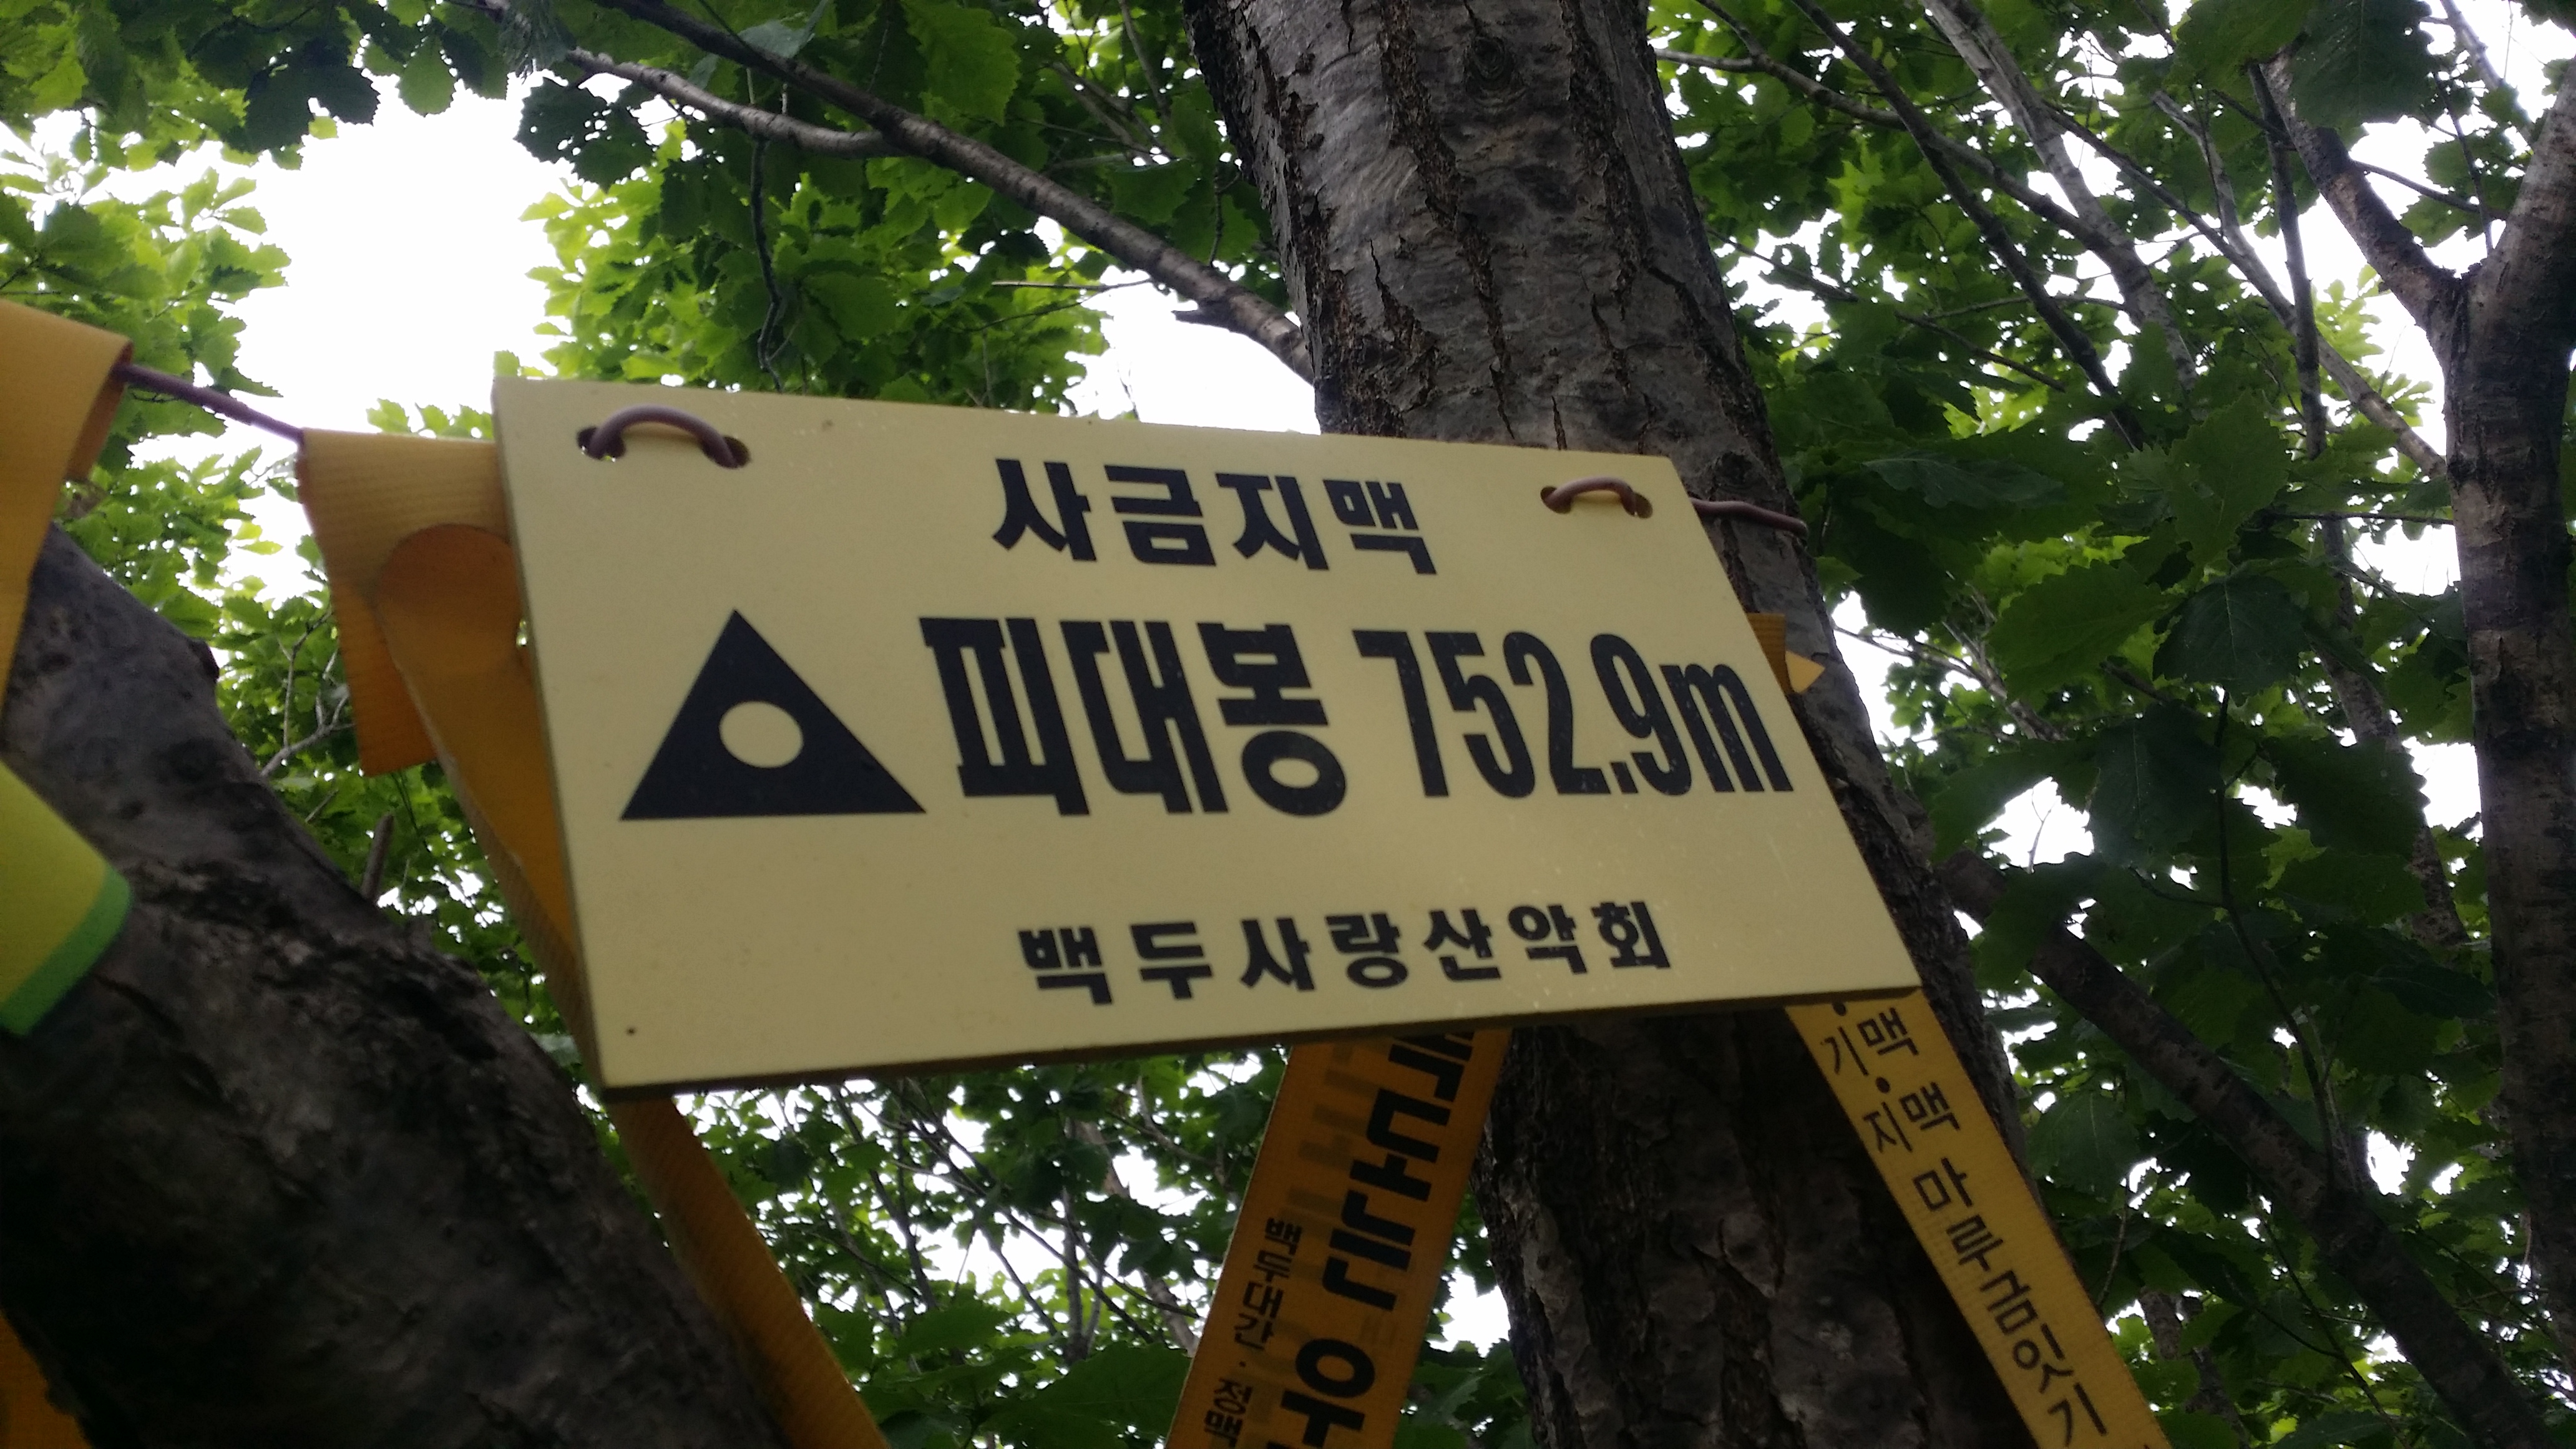 사금지맥
피대봉 752.9m
백두사랑산악회
기맥
지맥 마루금잇기
백두대간·정맥